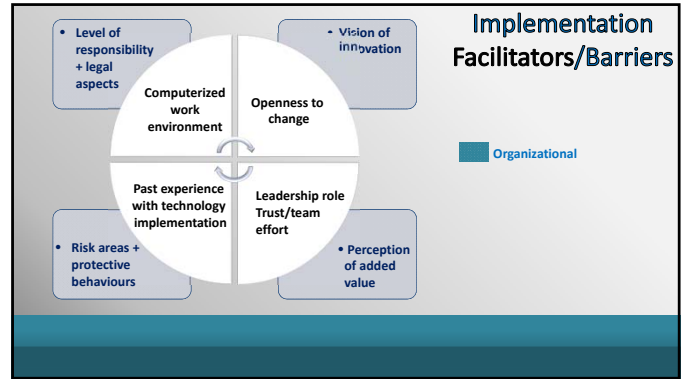 Implementation
Facilitators/Barriers
• Level of
responsibility
+ legal
aspects
• Vision of
innovation
Computerized
work
environment
Openness to
change
Organizational
Past experience
with technology
implementation
Leadership role
Trust/team
effort
• Risk areas +
protective
behaviours
• Perception
of added
value